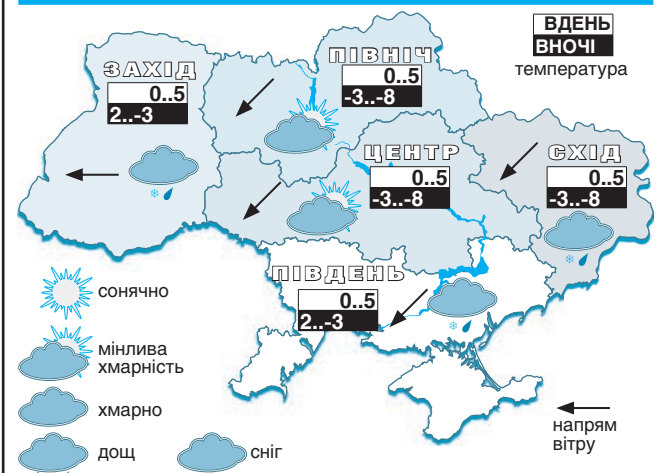 ВДЕНЬ
ВНОЧІ
температура
ПІВНІЧ
0..5
-3..-8
ЗАХІД
0..5
2..-3
ЦЕНТР
0..5
-3..-8
СХІД
0..5
-3..-8
ПІВДЕНЬ
0..5
2..-3
сонячно
мінлива
хмарність
хмарно
дощ
сніг
напрям
вітру